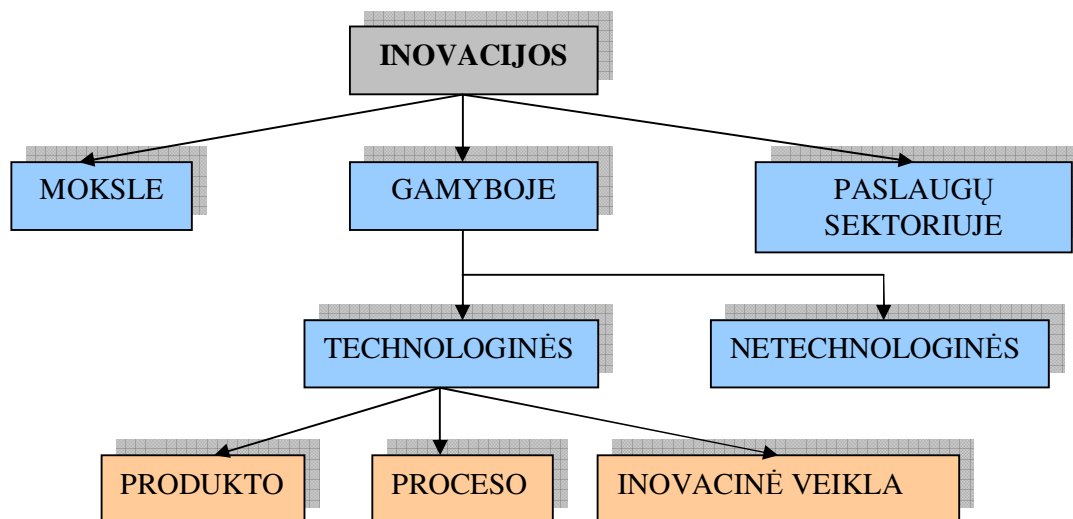 INOVACIJOS
MOKSLE
GAMYBOJE
PASLAUGŲ
SEKTORIUJE
TECHNOLOGINĖS
NETECHNOLOGINĖS
PRODUKTO
PROCESO
INOVACINĖ VEIKLA